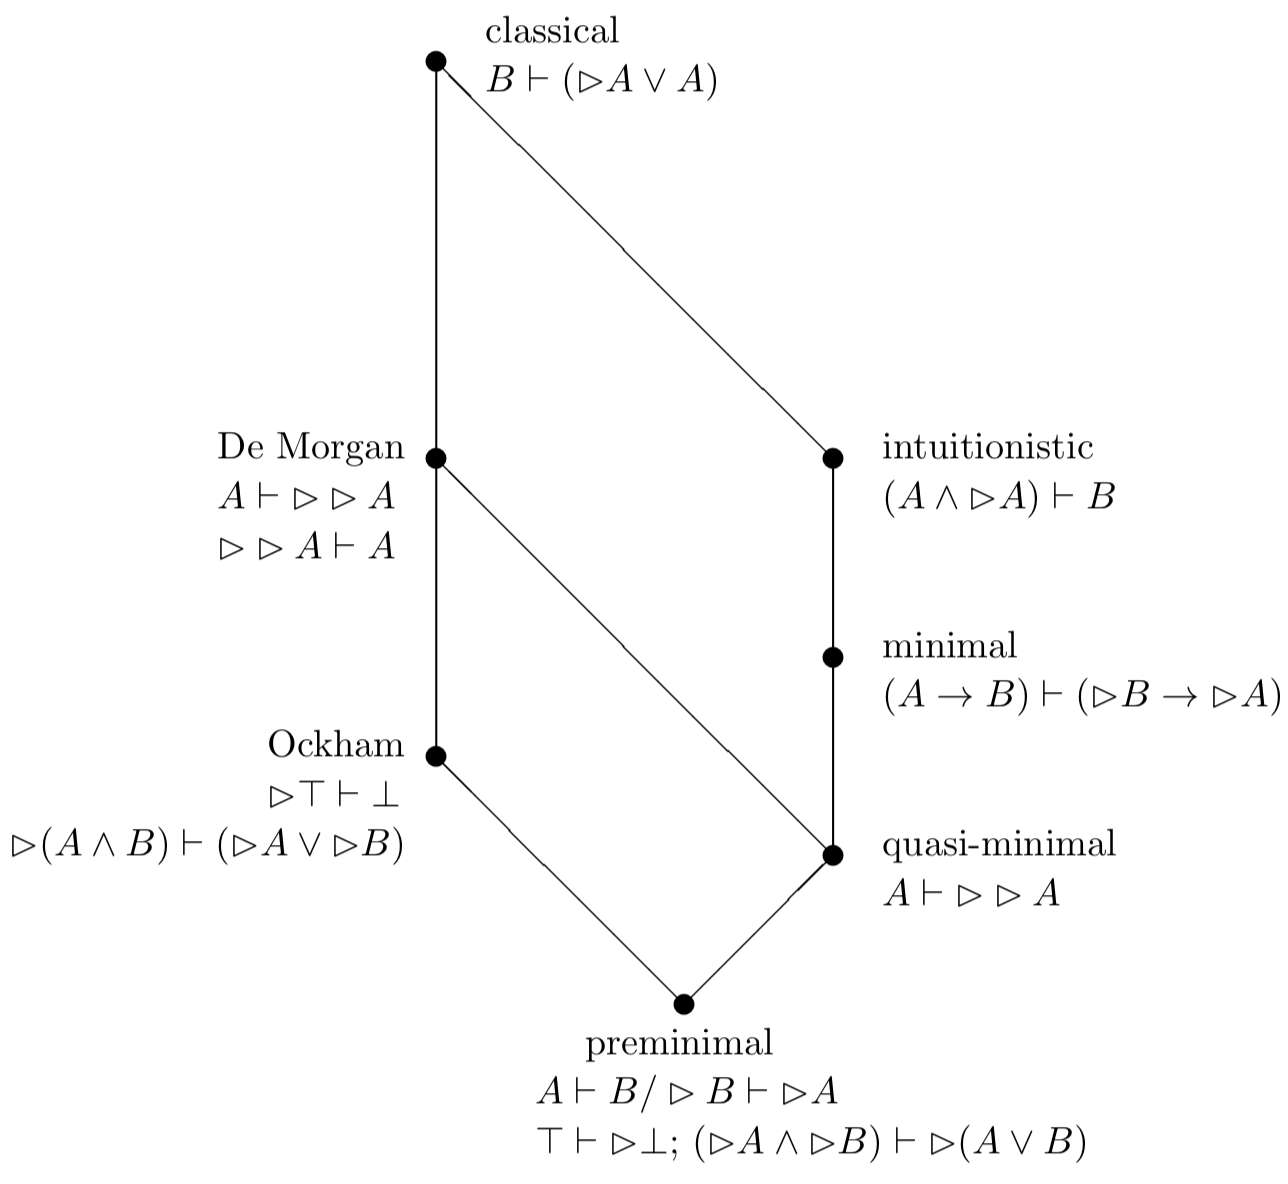 classical
B ⊢ (▷A ∨ A)
De Morgan
A ⊢ ▷ ▷ A
▷ ▷ A ⊢ A
intuitionistic
(A ∧ ▷A) ⊢ B
minimal
(A → B) ⊢ (▷B → ▷A)
Ockham
▷⊤ ⊢ ⊥
▷(A ∧ B) ⊢ (▷A ∨ ▷B)
quasi-minimal
A ⊢ ▷ ▷ A
preminimal
A ⊢ B/ ▷ B ⊢ ▷A
⊤ ⊢ ▷⊥; (▷A ∧ ▷B) ⊢ ▷(A ∨ B)